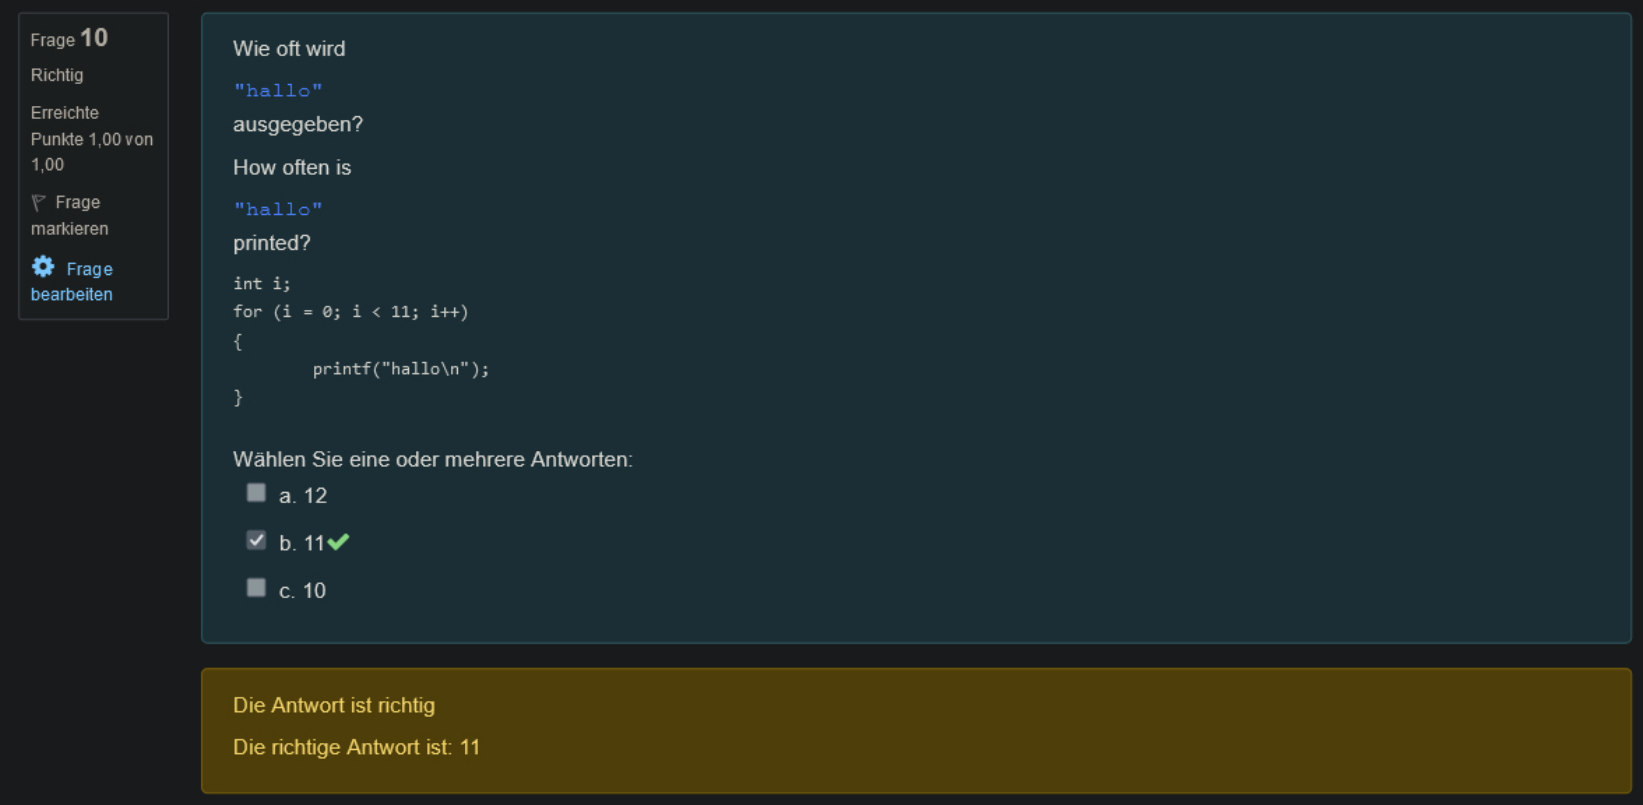 Frage 10
Richtig
Erreichte
Punkte 1,00 von
1,00
Frage
markieren
Frage
bearbeiten
Wie oft wird
"hallo"
ausgegeben?
How often is
"hallo"
printed?
int i;
for (i = 0; i < 11; i++)
{
        printf("hallo\n");
}
Wählen Sie eine oder mehrere Antworten:
a. 12
b. 11
c. 10
Die Antwort ist richtig
Die richtige Antwort ist: 11